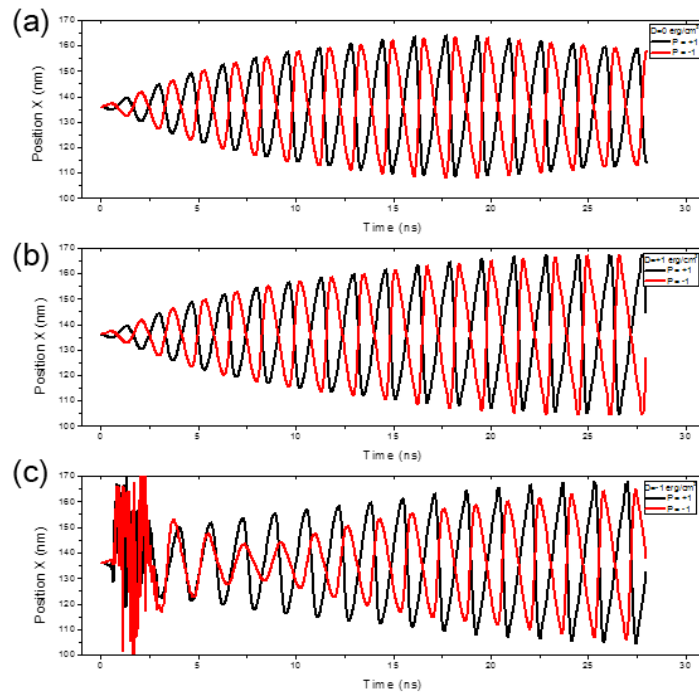 (a)
170
160
150
140
130
120
110
100
Position X (nm)
0
5
10
15
20
25
30
Time (ns)
D=0 erg/cm²
P = +1
P = -1
(b)
170
160
150
140
130
120
110
100
Position X (nm)
0
5
10
15
20
25
30
Time (ns)
D=+1 erg/cm²
P = +1
P = -1
(c)
170
160
150
140
130
120
110
100
Position X (nm)
0
5
10
15
20
25
30
Time (ns)
D=-1 erg/cm²
P = +1
P = -1